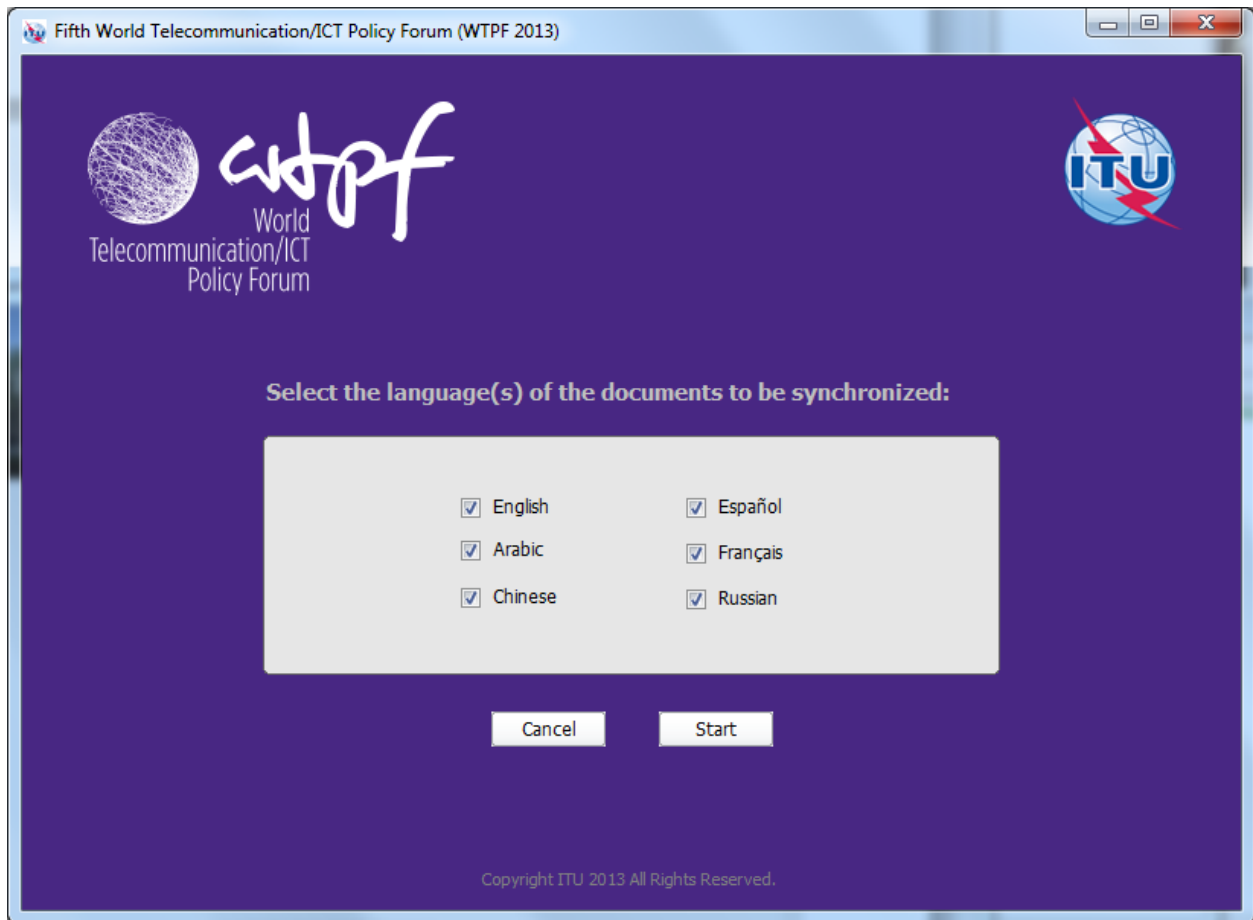 Fifth World Telecommunication/ICT Policy Forum (WTPF 2013)
wtpf
World
Telecommunication/ICT
Policy Forum
ITU
Select the language(s) of the documents to be synchronized:
English
Español
Arabic
Français
Chinese
Russian
Cancel
Start
Copyright ITU 2013 All Rights Reserved.